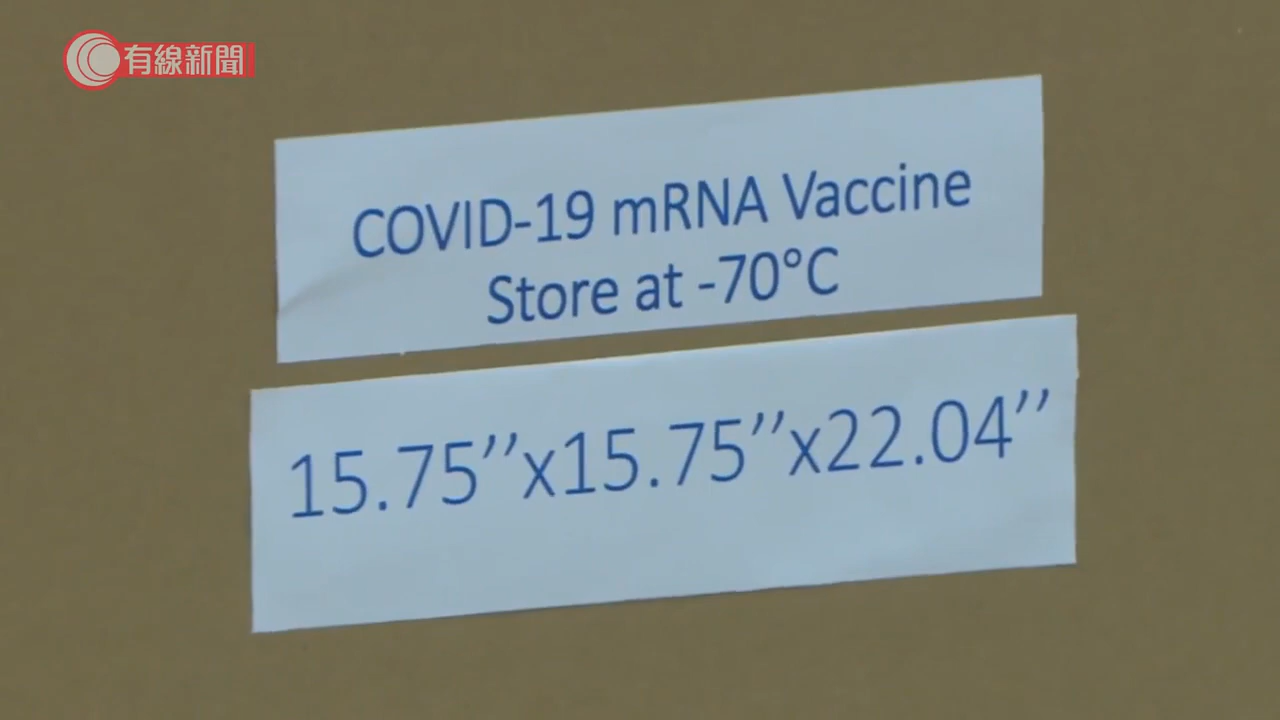 有線新聞
COVID-19 mRNA Vaccine
Store at -70°C
15.75’’x15.75’’x22.04’’